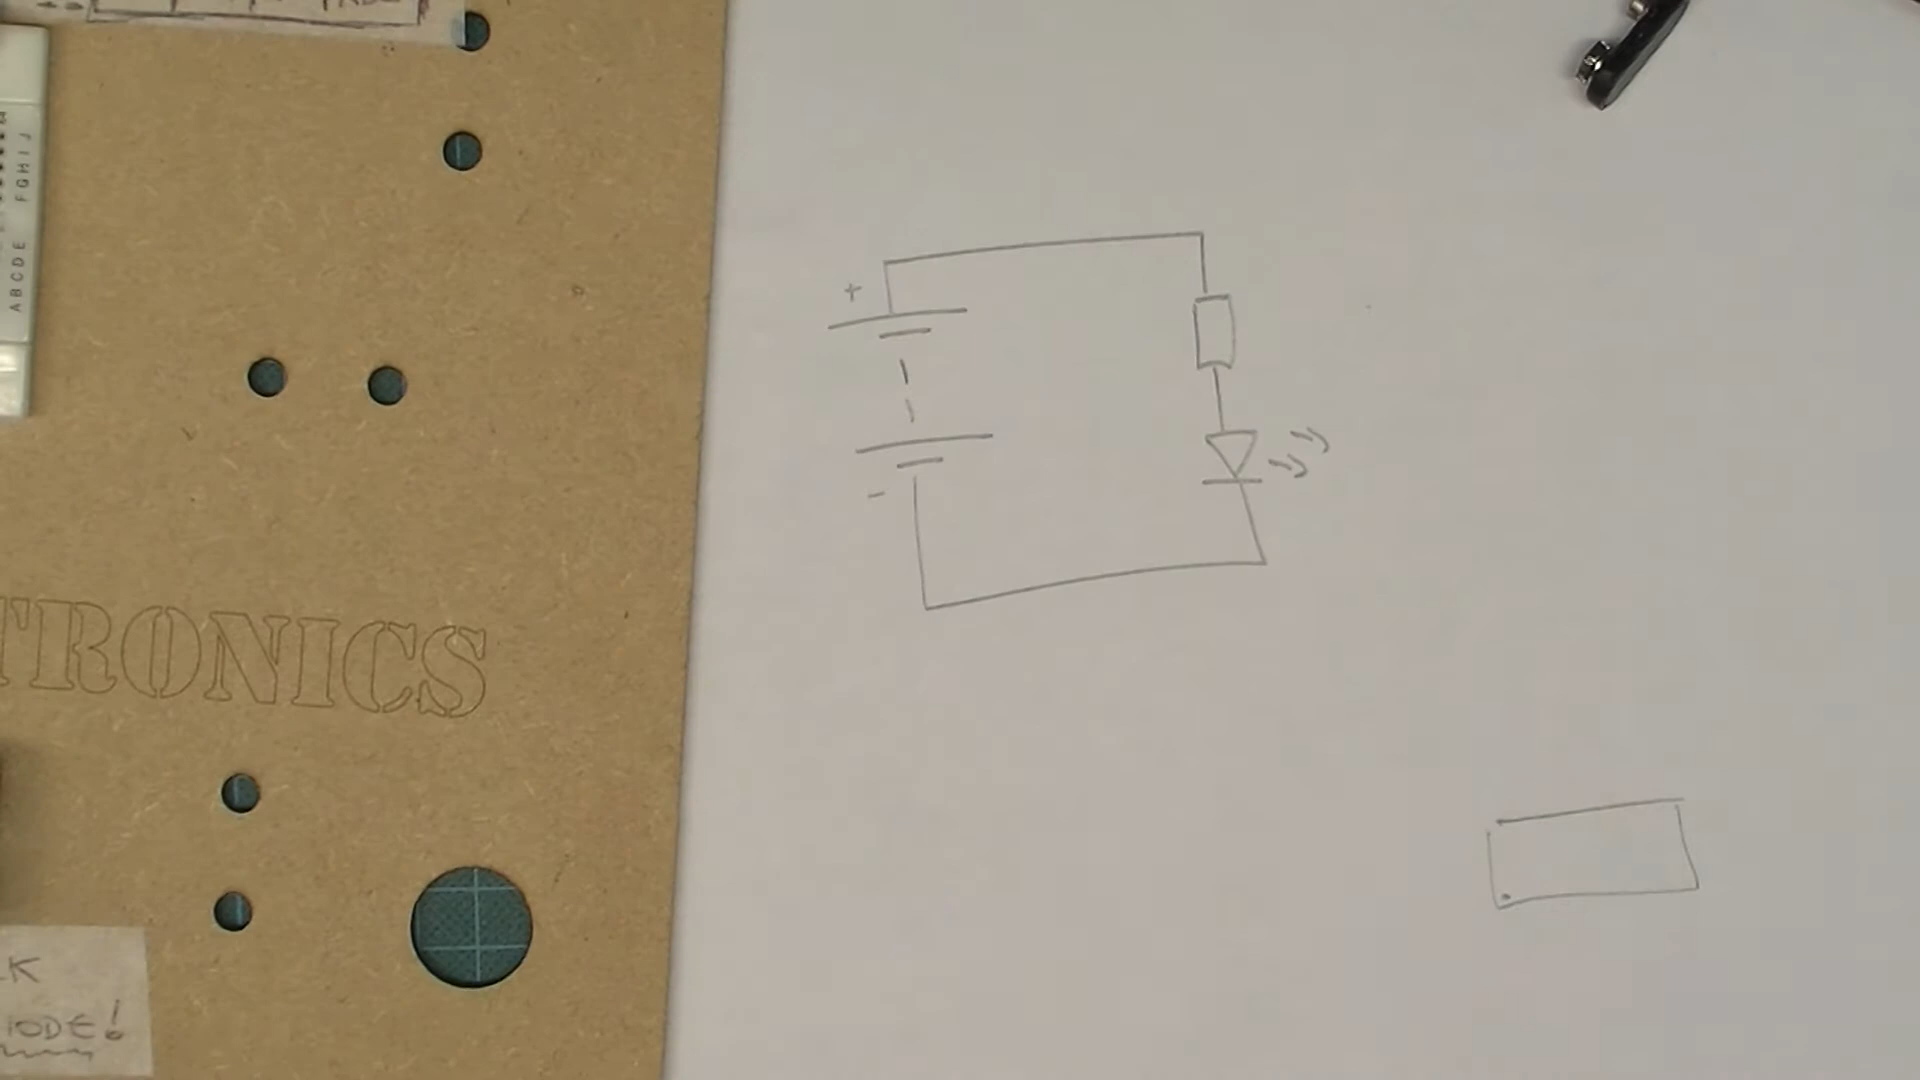 FGHIJ
ABCDE
+
-
TRONICS
K
IODE!